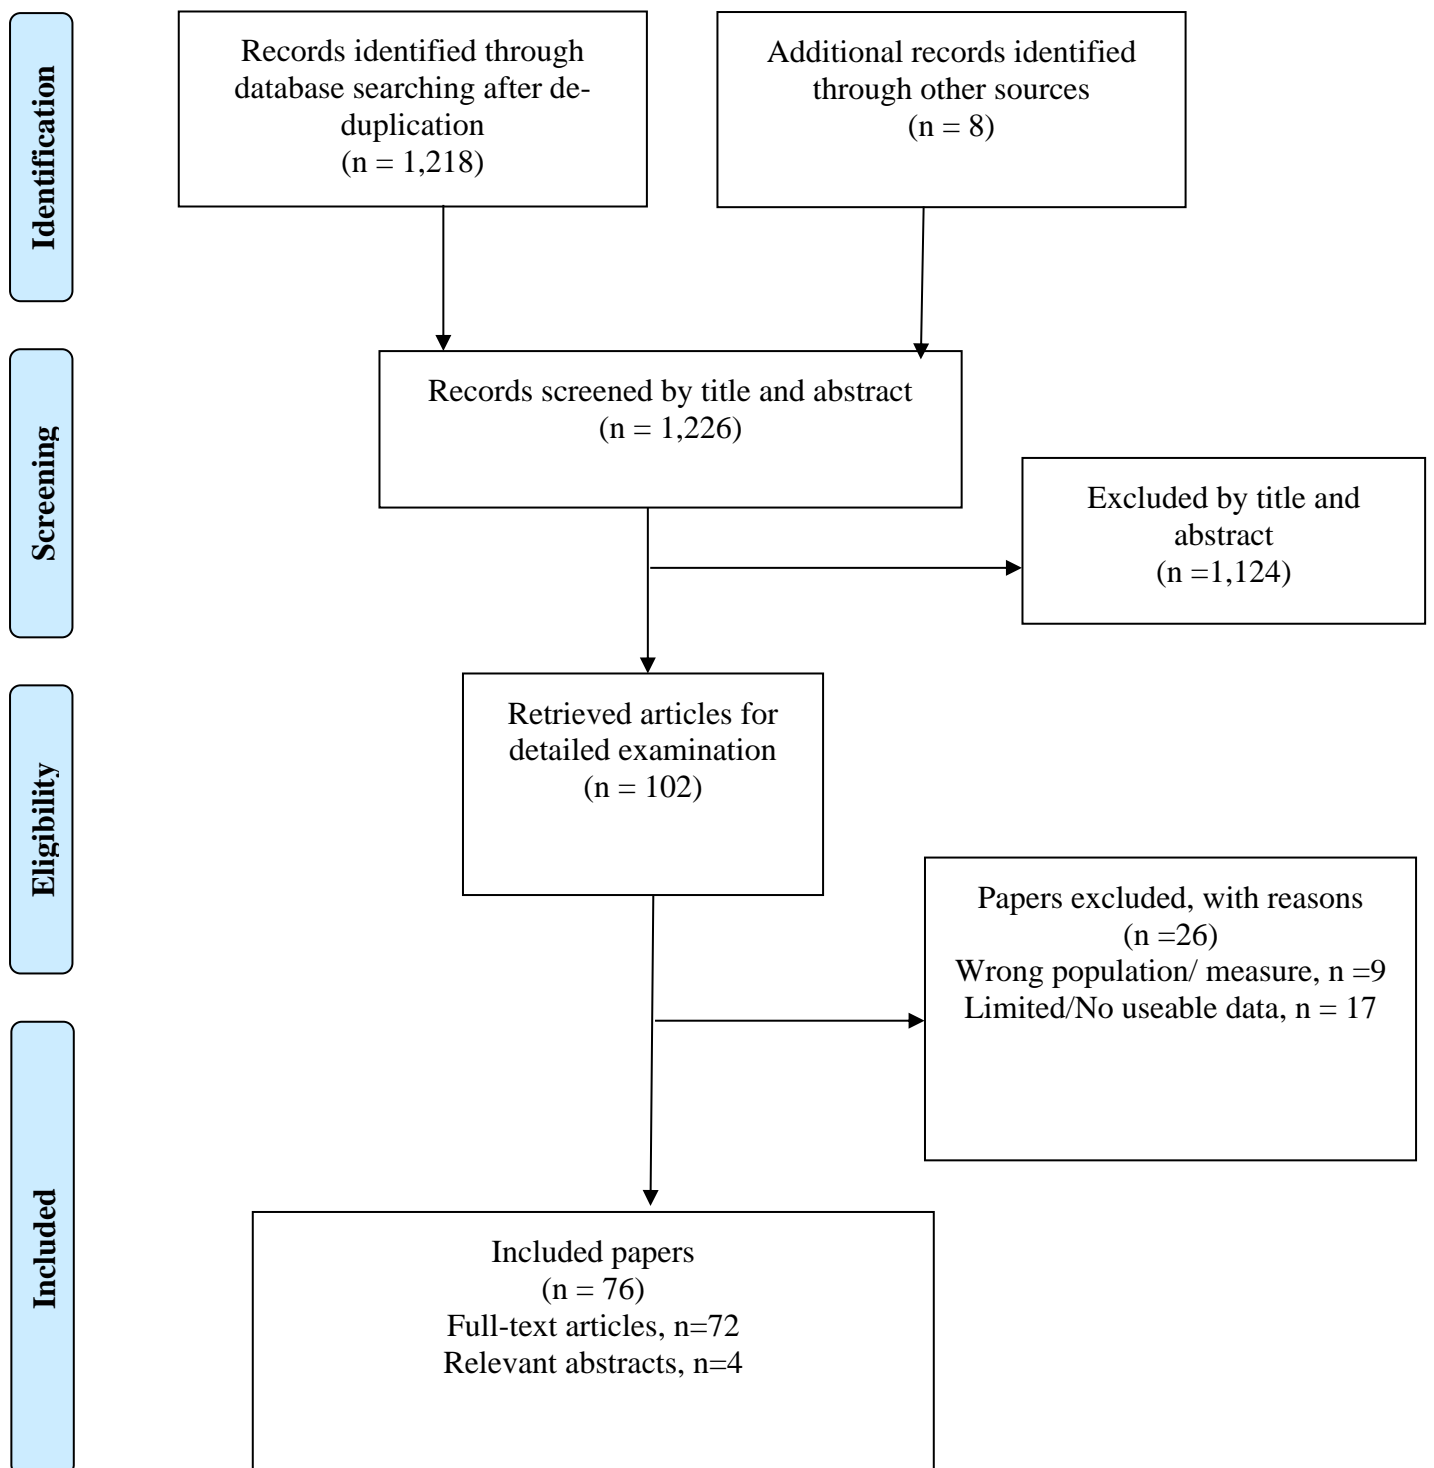 Identification
Records identified through
database searching after de-
duplication
(n = 1,218)
Additional records identified
through other sources
(n = 8)
Screening
Records screened by title and abstract
(n = 1,226)
Excluded by title and
abstract
(n =1,124)
Eligibility
Retrieved articles for
detailed examination
(n = 102)
Papers excluded, with reasons
(n =26)
Wrong population/ measure, n =9
Limited/No useable data, n = 17
Included
Included papers
(n = 76)
Full-text articles, n=72
Relevant abstracts, n=4